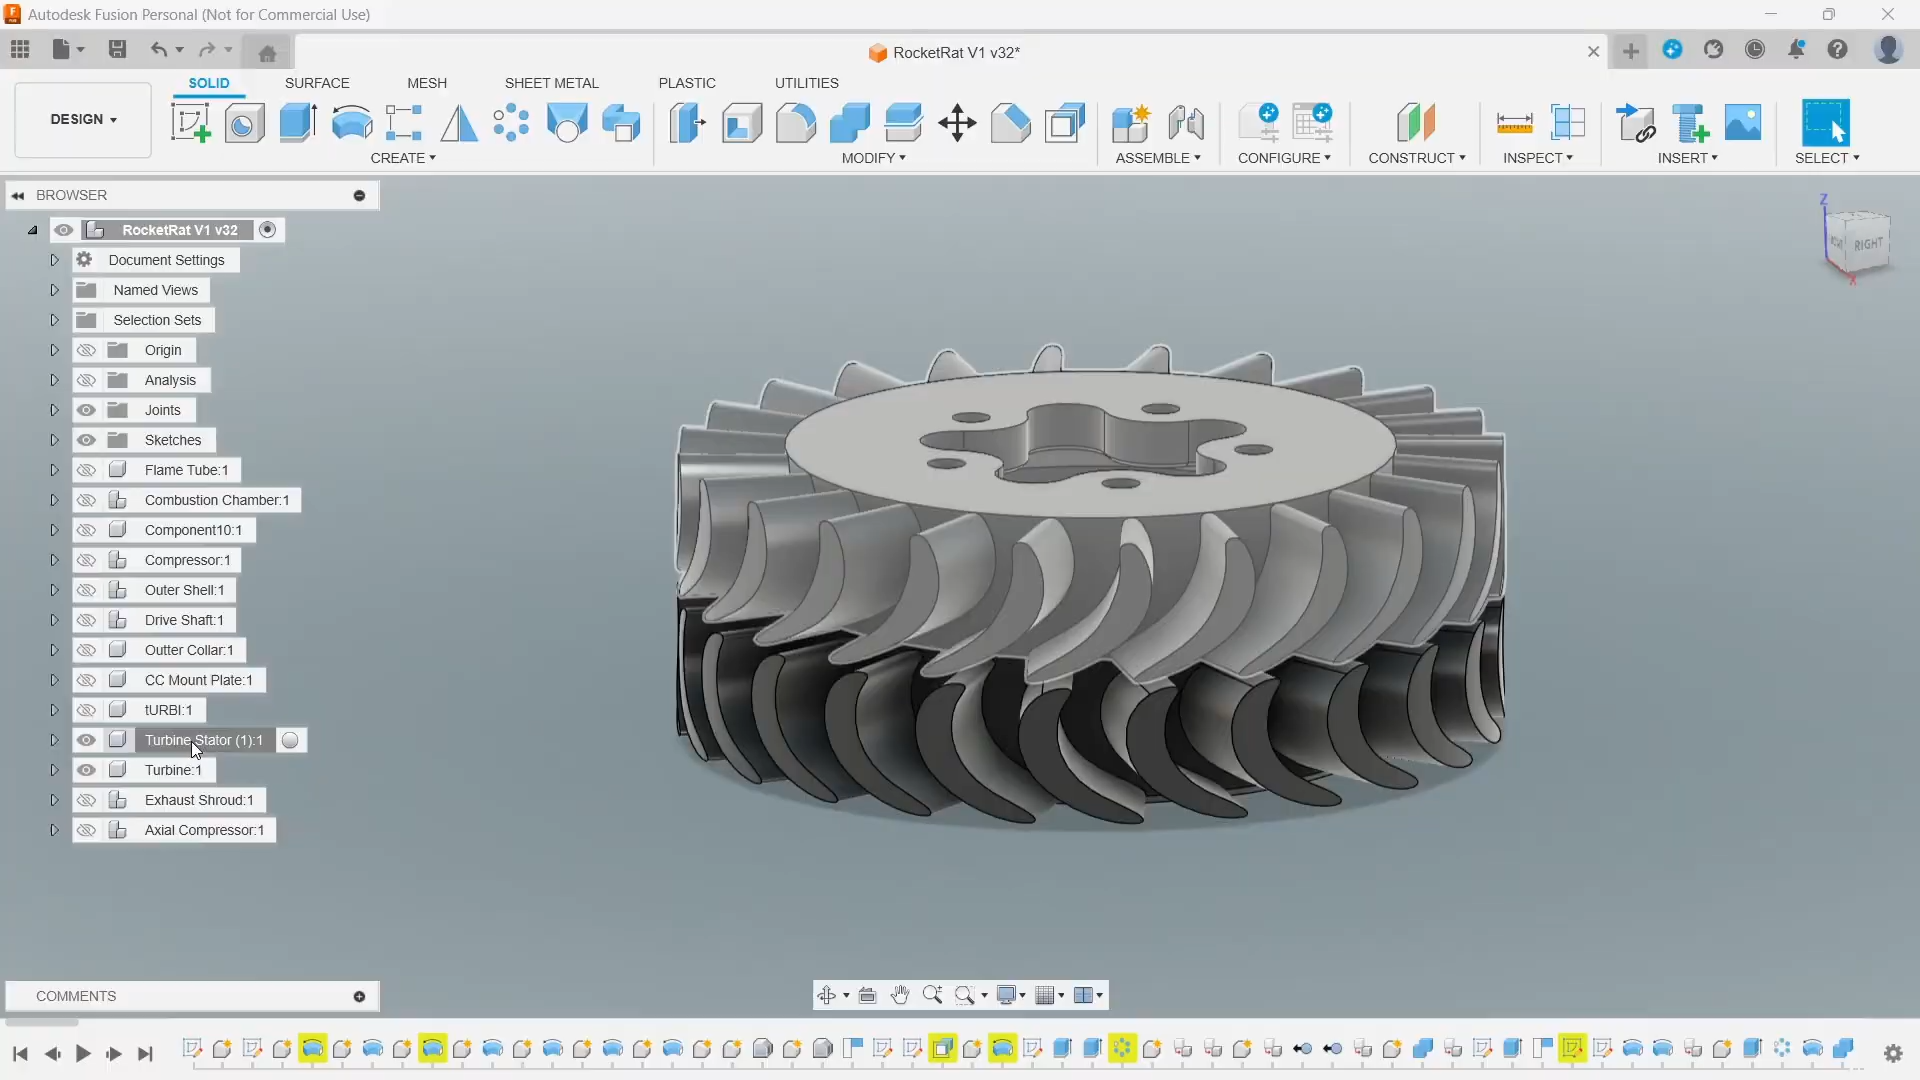 Autodesk Fusion Personal (Not for Commercial Use)
RocketRat V1 v32*
SOLID
SURFACE
MESH
SHEET METAL
PLASTIC
UTILITIES
DESIGN
CREATE
MODIFY
ASSEMBLE
CONFIGURE
CONSTRUCT
INSPECT
INSERT
SELECT
BROWSER
RocketRat V1 v32
Document Settings
Named Views
Selection Sets
Origin
Analysis
Joints
Sketches
Flame Tube:1
Combustion Chamber:1
Component10:1
Compressor:1
Outer Shell:1
Drive Shaft:1
Outter Collar:1
CC Mount Plate:1
tURBI:1
Turbine Stator (1):1
Turbine:1
Exhaust Shroud:1
Axial Compressor:1
Z
RIGHT
X
COMMENTS